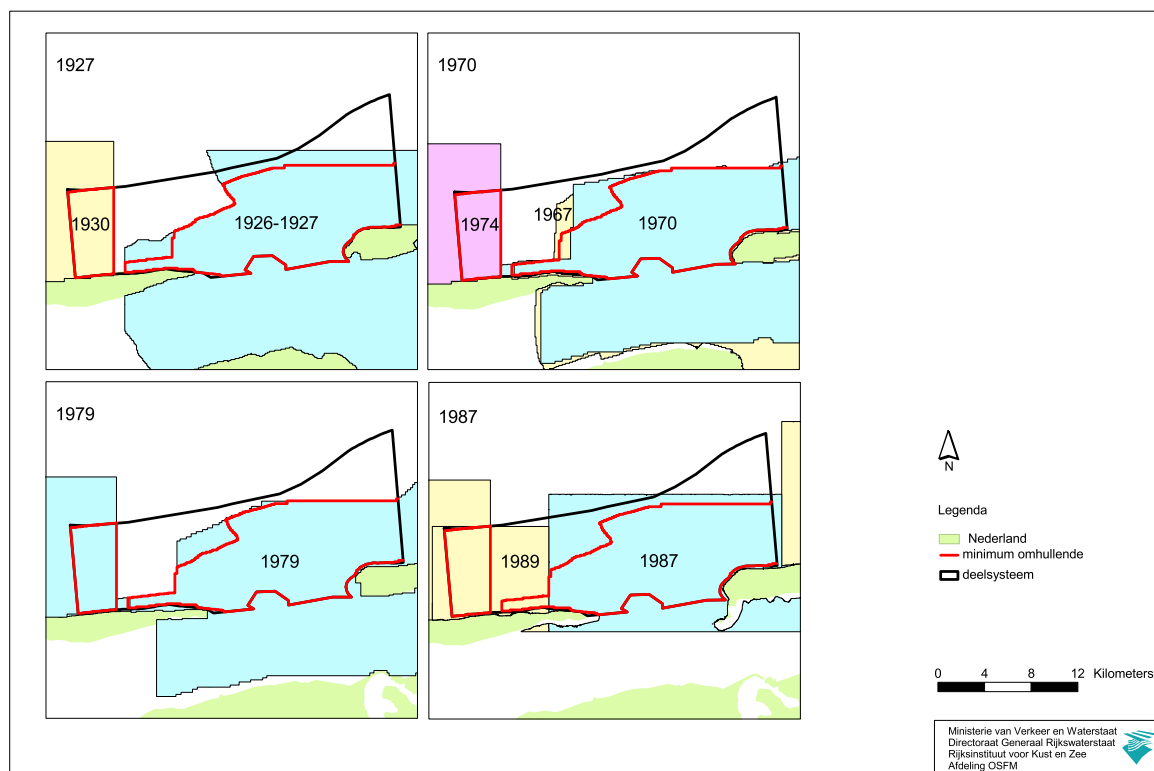 1927
1930
1926-1927
1970
1974
1967
1970
1979
1979
1987
1989
1987
N
Legenda
Nederland
minimum omhullende
deelsysteem
0 4 8 12 Kilometers
Ministerie van Verkeer en Waterstaat
Directoraat Generaal Rijkswaterstaat
Rijksinstituut voor Kust en Zee
Afdeling OSFM